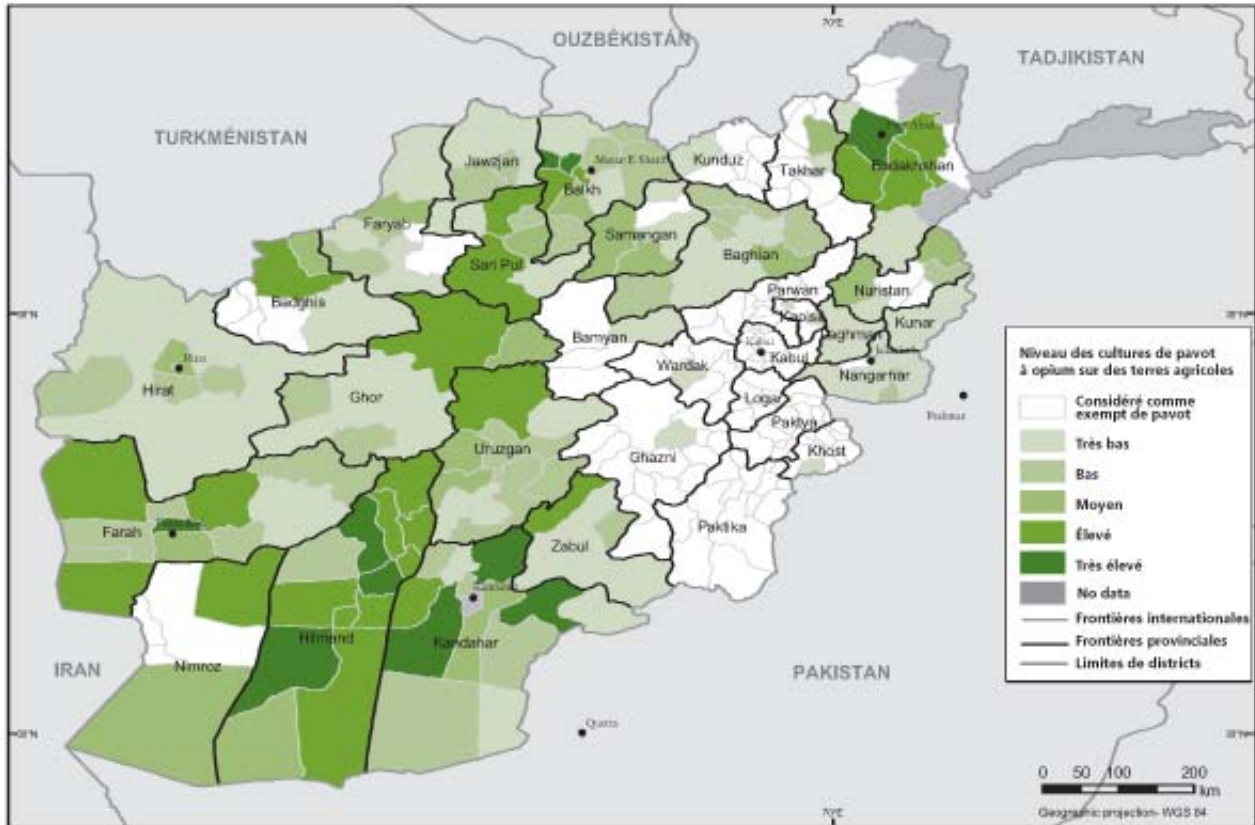 70°E
OUZBÉKISTÁN
TADJIKISTAN
TURKMÉNISTAN
Jawzjan
Balkh
Kunduz
Takhar
Badakhshan
Faryab
Samangan
Sari Pul
Baghlan
Badghis
Parwan
Nuristan
Kapisa
Bamyan
Kunar
Laghman
Kabul
Kabul
Wardak
Nangarhar
Hirat
Ghor
Logar
Paktya
Uruzgan
Khost
Ghazni
Farah
Paktika
Zabul
Hilmand
Kandahar
Nimroz
IRAN
PAKISTAN
Quetta
Niveau des cultures de pavot
à opium sur des terres agricoles
Considéré comme
exempt de pavot
Très bas
Bas
Moyen
Élevé
Très élevé
No data
Frontières internationales
Frontières provinciales
Limites de districts
0 50 100 200
km
70°E
Geographic projection- WGS 84